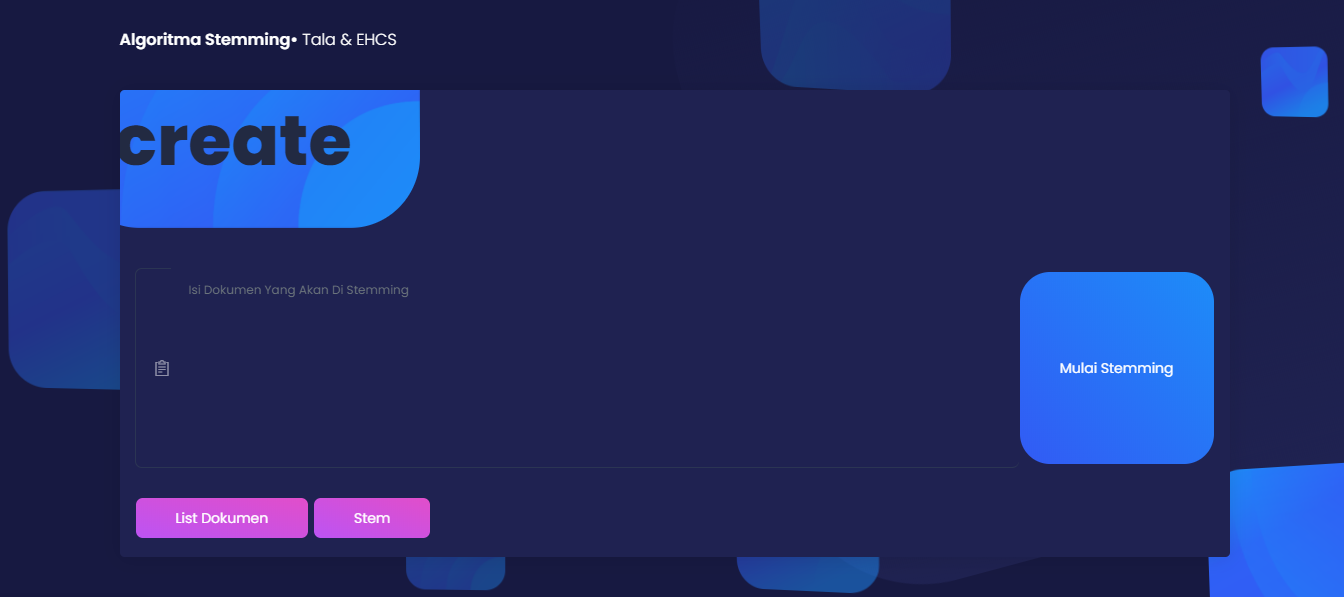 Algoritma Stemming• Tala & EHCS
create
Isi Dokumen Yang Akan Di Stemming
Mulai Stemming
List Dokumen
Stem